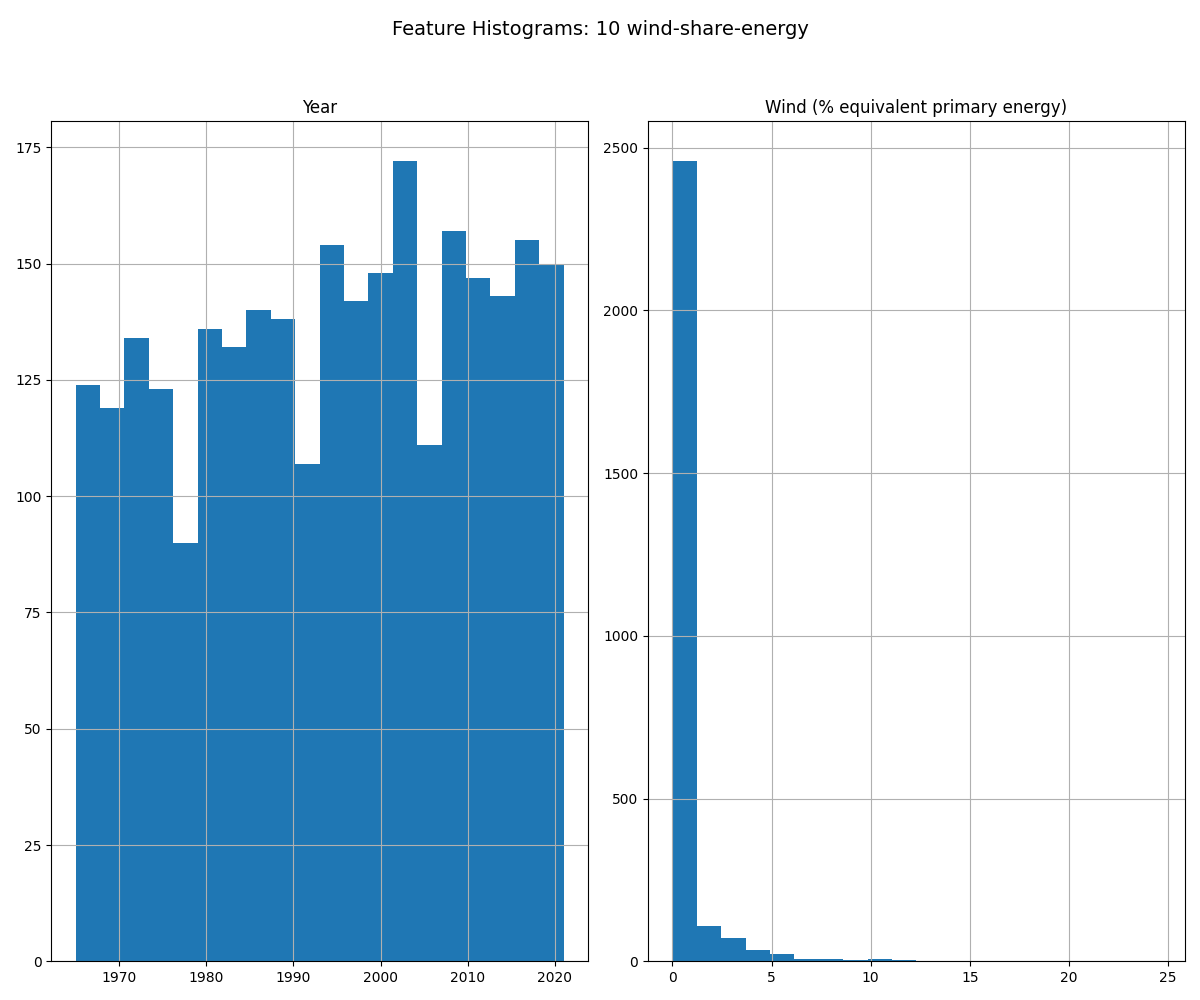 Feature Histograms: 10 wind-share-energy
Year
175
150
125
100
75
50
25
0
1970 1980 1990 2000 2010 2020
Wind (% equivalent primary energy)
2500
2000
1500
1000
500
0
0 5 10 15 20 25